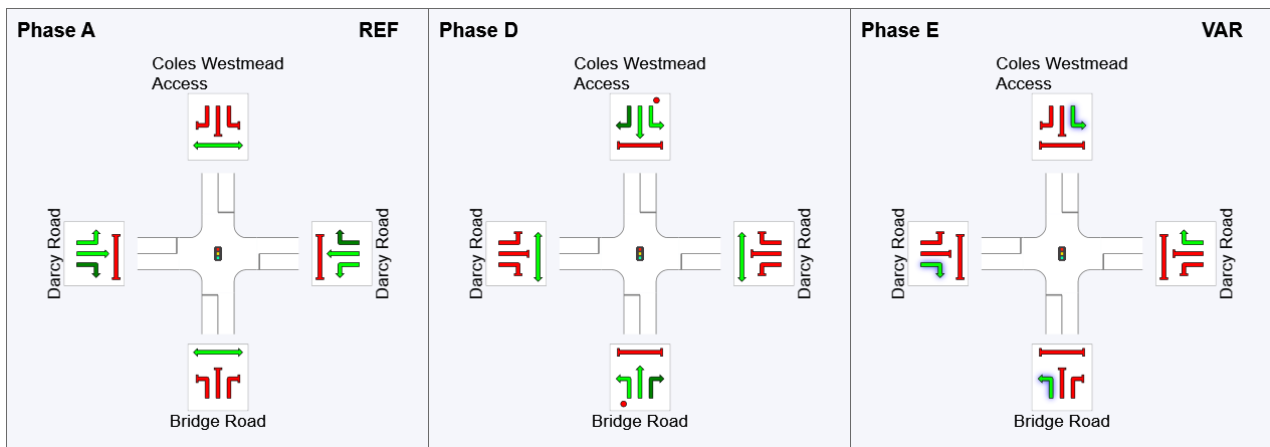 Phase A
REF
Coles Westmead
Access
Darcy Road
Darcy Road
Bridge Road
Phase D
Coles Westmead
Access
Darcy Road
Darcy Road
Bridge Road
Phase E
VAR
Coles Westmead
Access
Darcy Road
Darcy Road
Bridge Road